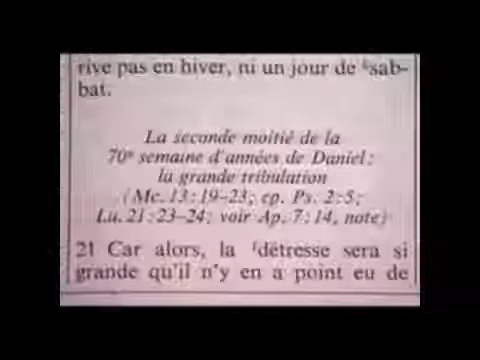 rive pas en hiver, ni un jour de ᵏsab-
bat.
La seconde moitié de la
70ᵉ semaine d'années de Daniel:
la grande tribulation
(Mc. 13:19–23; cp. Ps. 2:5;
Lu. 21:23–24; voir Ap. 7:14, note)
21 Car alors, la ˡdétresse sera si
grande qu'il n'y en a point eu de